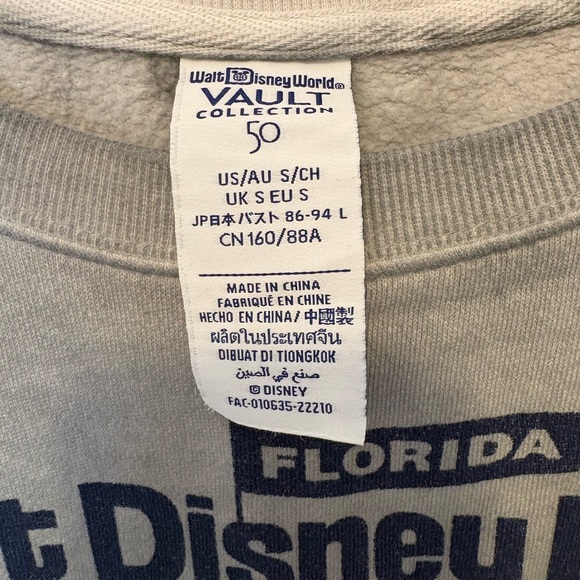 Walt Disney World®
VAULT
COLLECTION
50
US/AU S/CH
UK S EU S
JP日本 バスト 86-94 L
CN 160/88A
MADE IN CHINA
FABRIQUÉ EN CHINE
HECHO EN CHINA/ 中國製
ผลิตในประเทศจีน
DIBUAT DI TIONGKOK
صنع في الصين
© DISNEY
FAC-010635-22210
FLORIDA
t Disney